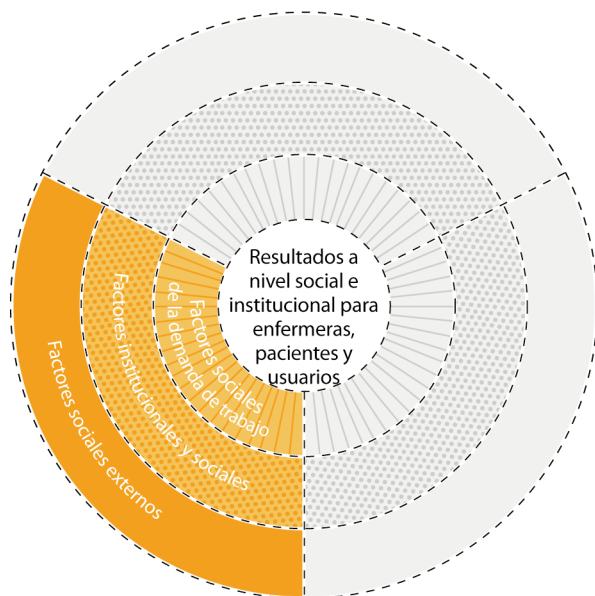 Resultados a
nivel social e
institucional para
enfermeras,
pacientes y
usuarios
Factores sociales
de la demanda de trabajo
Factores institucionales y sociales
Factores sociales externos